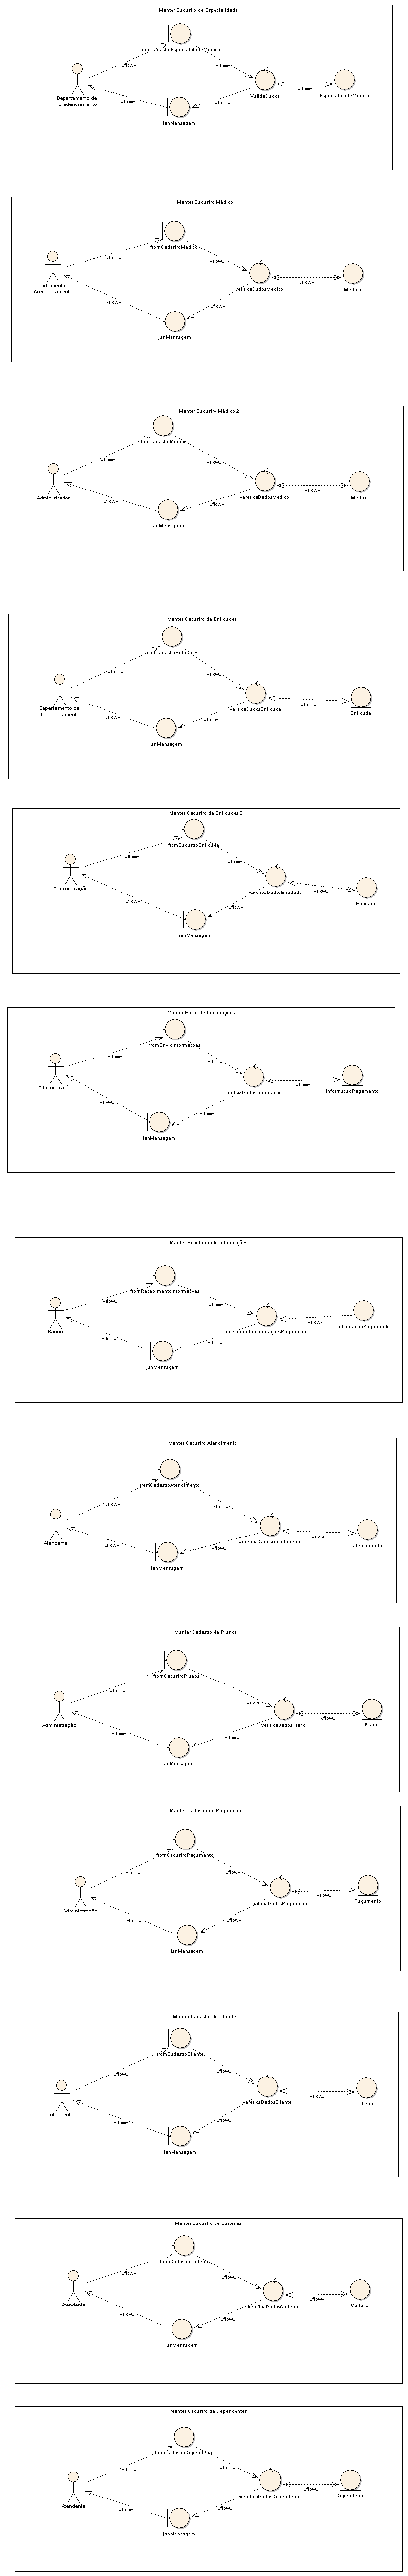 Manter Cadastro de Especialidade
fromCadastroEspecialidadeMedica
«flow»
«flow»
Departamento de
Credenciamento
ValidaDados
«flow»
EspecialidadeMedica
«flow»
«flow»
janMensagem
Manter Cadastro Médico
fromCadastroMedico
«flow»
«flow»
Departamento de
Credenciamento
verificaDadosMedico
«flow»
Medico
«flow»
«flow»
janMensagem
Manter Cadastro Médico 2
fromCadastroMedico
«flow»
«flow»
Administrador
vereficaDadosMedico
«flow»
Medico
«flow»
«flow»
janMensagem
Manter Cadastro de Entidades
fromCadastroEntidades
«flow»
«flow»
Departamento de
Credenciamento
verificaDadosEntidade
«flow»
Entidade
«flow»
«flow»
janMensagem
Manter Cadastro de Entidades 2
fromCadastroEntidade
«flow»
«flow»
Administração
verificaDadosEntidade
«flow»
Entidade
«flow»
«flow»
janMensagem
Manter Envio de Informações
fromEnvioInformações
«flow»
«flow»
Administração
verificaDadosInformacao
«flow»
informacaoPagamento
«flow»
«flow»
janMensagem
Manter Recebimento Informações
fromRecebimentoInformacoes
«flow»
«flow»
Banco
recebimentoInformaçõesPagamento
«flow»
informacaoPagamento
«flow»
«flow»
janMensagem
Manter Cadastro Atendimento
fromCadastroAtendimento
«flow»
«flow»
Atendente
VereficaDadosAtendimento
«flow»
atendimento
«flow»
«flow»
janMensagem
Manter Cadastro de Planos
fromCadastroPlanos
«flow»
«flow»
Administração
verificaDadosPlano
«flow»
Plano
«flow»
«flow»
janMensagem
Manter Cadastro de Pagamento
fromCadastroPagamento
«flow»
«flow»
Administração
verificaDadosPagamento
«flow»
Pagamento
«flow»
«flow»
janMensagem
Manter Cadastro de Cliente
fromCadastroCliente
«flow»
«flow»
Atendente
vereficaDadosCliente
«flow»
Cliente
«flow»
«flow»
janMensagem
Manter Cadastro de Carteiras
fromCadastroCarteira
«flow»
«flow»
Atendente
vereficaDadosCarteira
«flow»
Carteira
«flow»
«flow»
janMensagem
Manter Cadastro de Dependentes
fromCadastroDependente
«flow»
«flow»
Atendente
vereficaDadosDependente
«flow»
Dependente
«flow»
«flow»
janMensagem